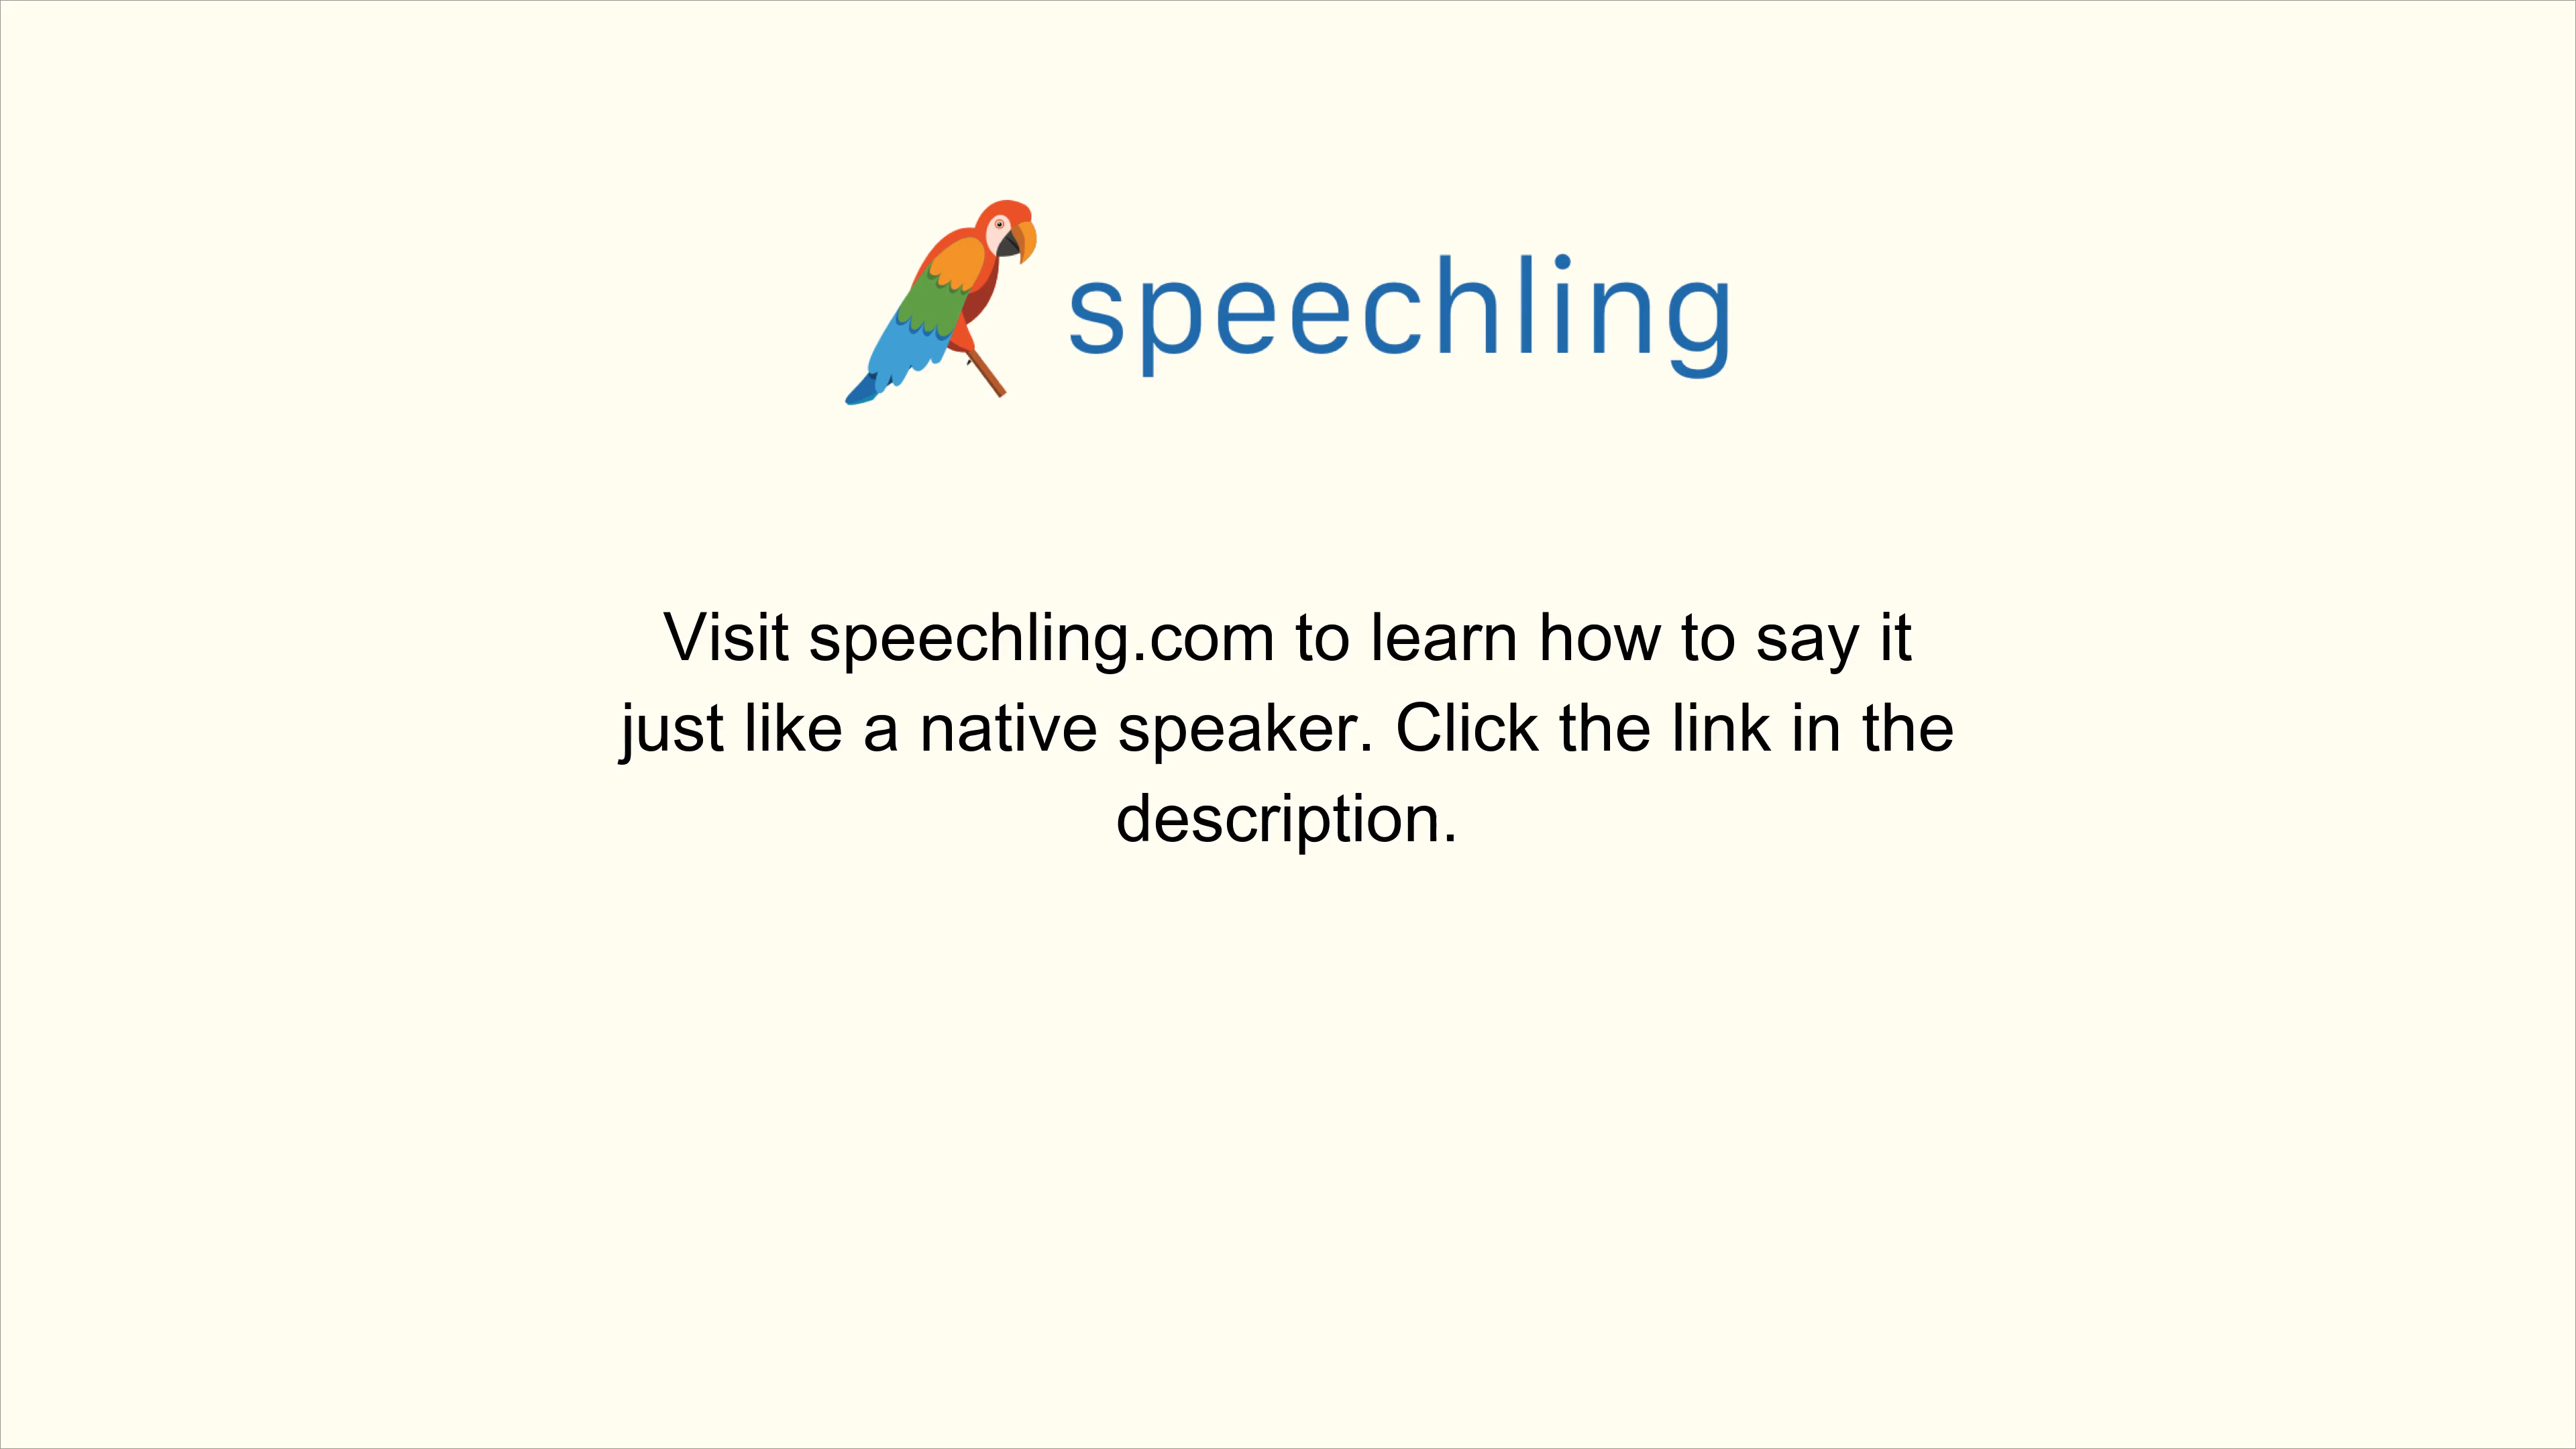 speechling
Visit speechling.com to learn how to say it
just like a native speaker. Click the link in the
description.